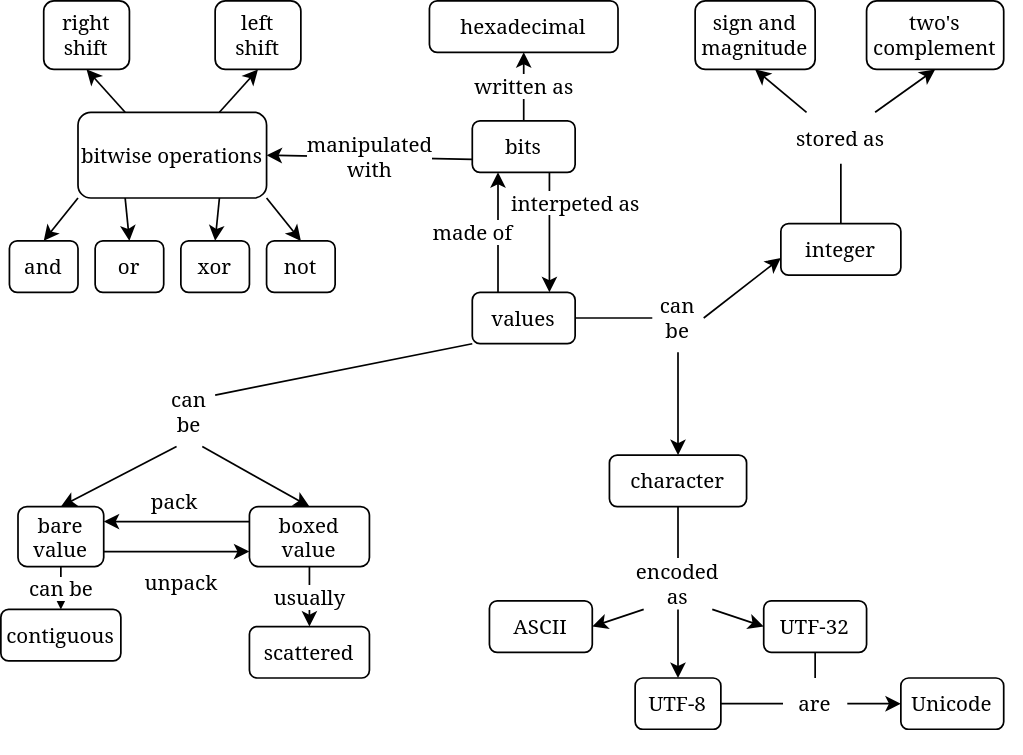 right
shift
left
shift
hexadecimal
sign and
magnitude
two's
complement
written as
bitwise operations
manipulated
with
bits
stored as
interpeted as
made of
and
or
xor
not
integer
values
can
be
can
be
character
pack
bare
value
boxed
value
unpack
can be
usually
encoded
as
contiguous
scattered
ASCII
UTF-32
UTF-8
are
Unicode